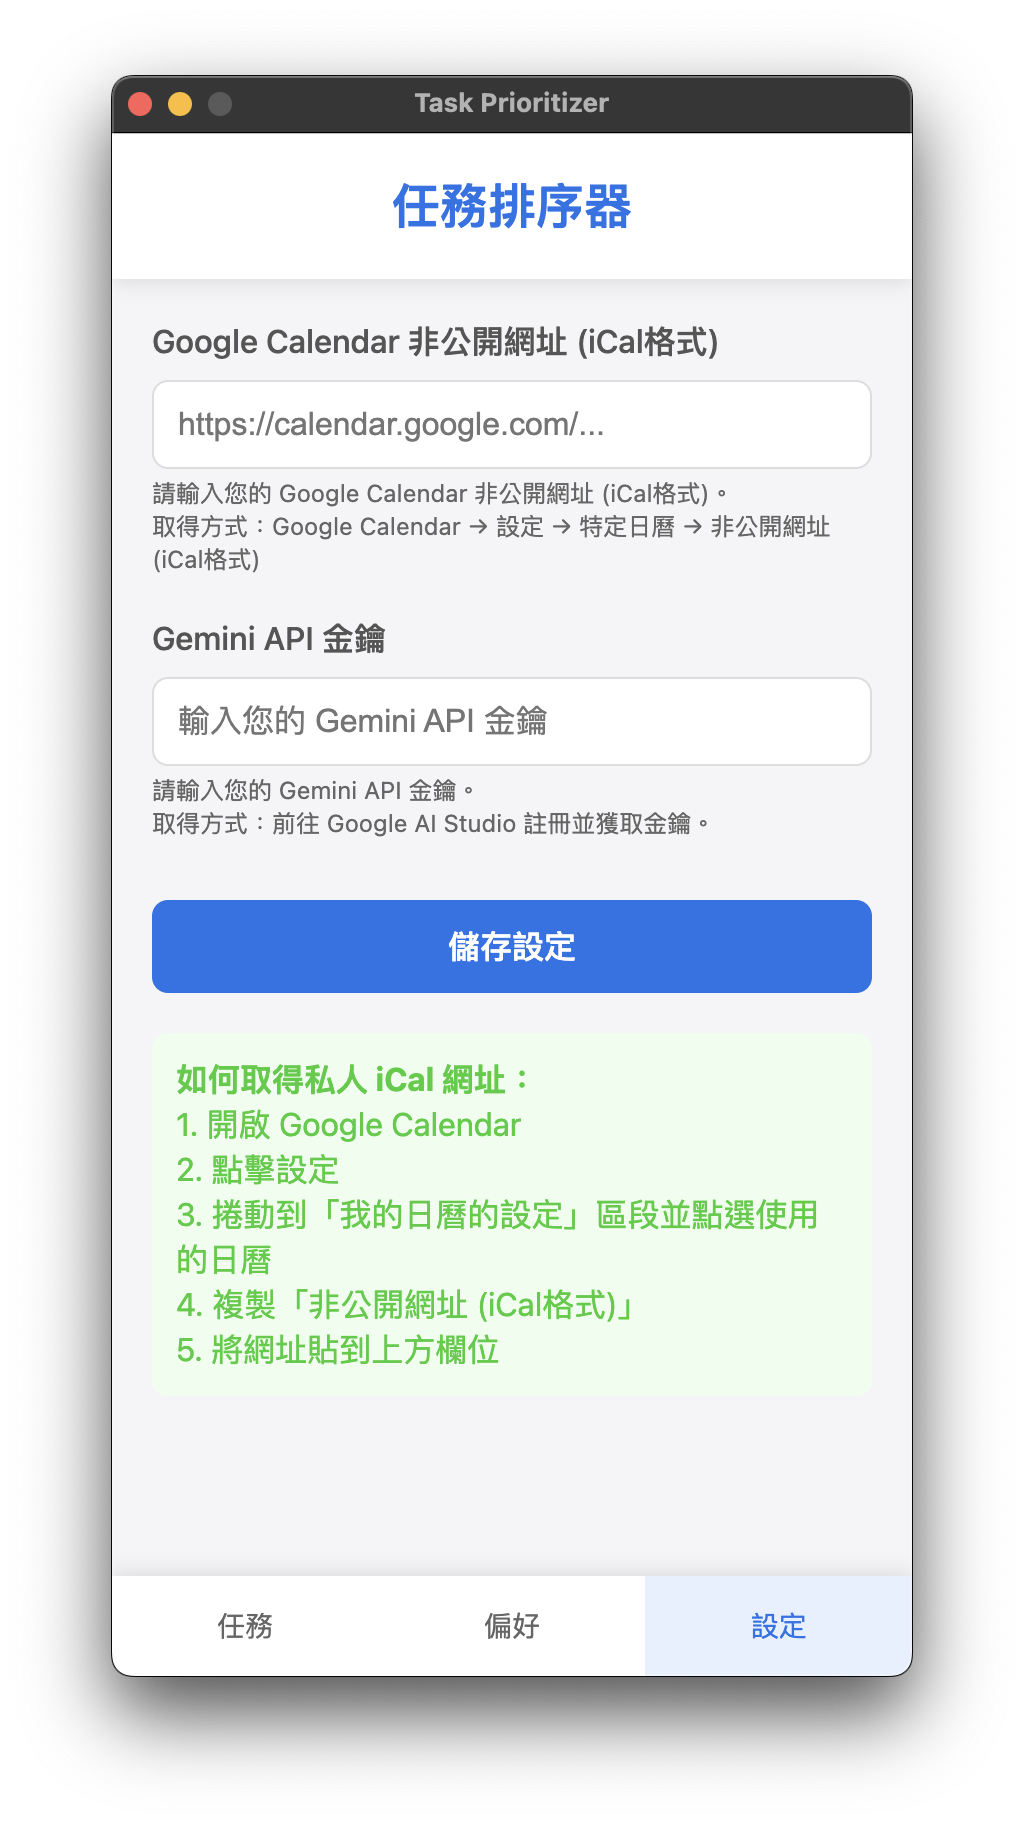 Task Prioritizer
任務排序器
Google Calendar 非公開網址 (iCal格式)
https://calendar.google.com/...
請輸入您的 Google Calendar 非公開網址 (iCal格式)。
取得方式：Google Calendar → 設定 → 特定日曆 → 非公開網址
(iCal格式)
Gemini API 金鑰
輸入您的 Gemini API 金鑰
請輸入您的 Gemini API 金鑰。
取得方式：前往 Google AI Studio 註冊並獲取金鑰。
儲存設定
如何取得私人 iCal 網址：
1. 開啟 Google Calendar
2. 點擊設定
3. 捲動到「我的日曆的設定」區段並點選使用
的日曆
4. 複製「非公開網址 (iCal格式)」
5. 將網址貼到上方欄位
任務
偏好
設定